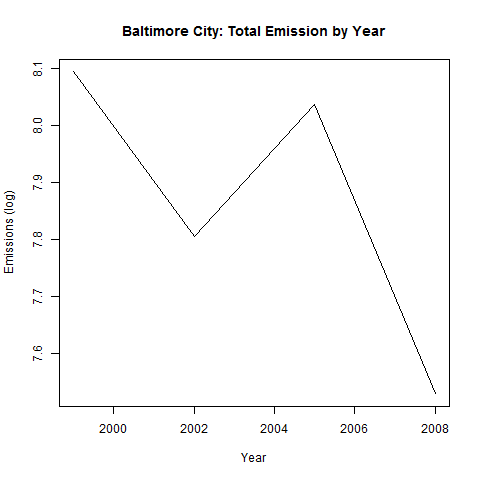 Baltimore City: Total Emission by Year
Emissions (log)
8.1
8.0
7.9
7.8
7.7
7.6
2000 2002 2004 2006 2008
Year